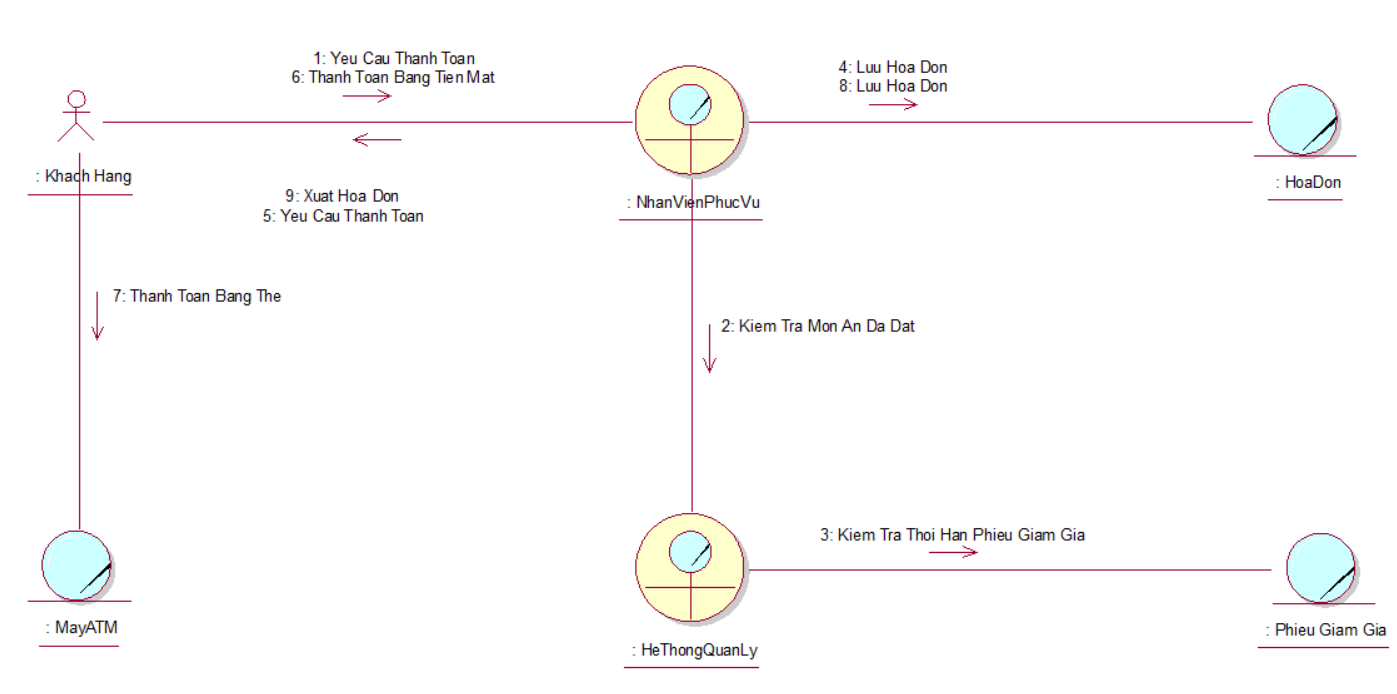 1: Yeu Cau Thanh Toan
6: Thanh Toan Bang Tien Mat
4: Luu Hoa Don
8: Luu Hoa Don
: Khach Hang
9: Xuat Hoa Don
5: Yeu Cau Thanh Toan
: NhanVienPhucVu
: HoaDon
7: Thanh Toan Bang The
2: Kiem Tra Mon An Da Dat
3: Kiem Tra Thoi Han Phieu Giam Gia
: MayATM
: HeThongQuanLy
: Phieu Giam Gia